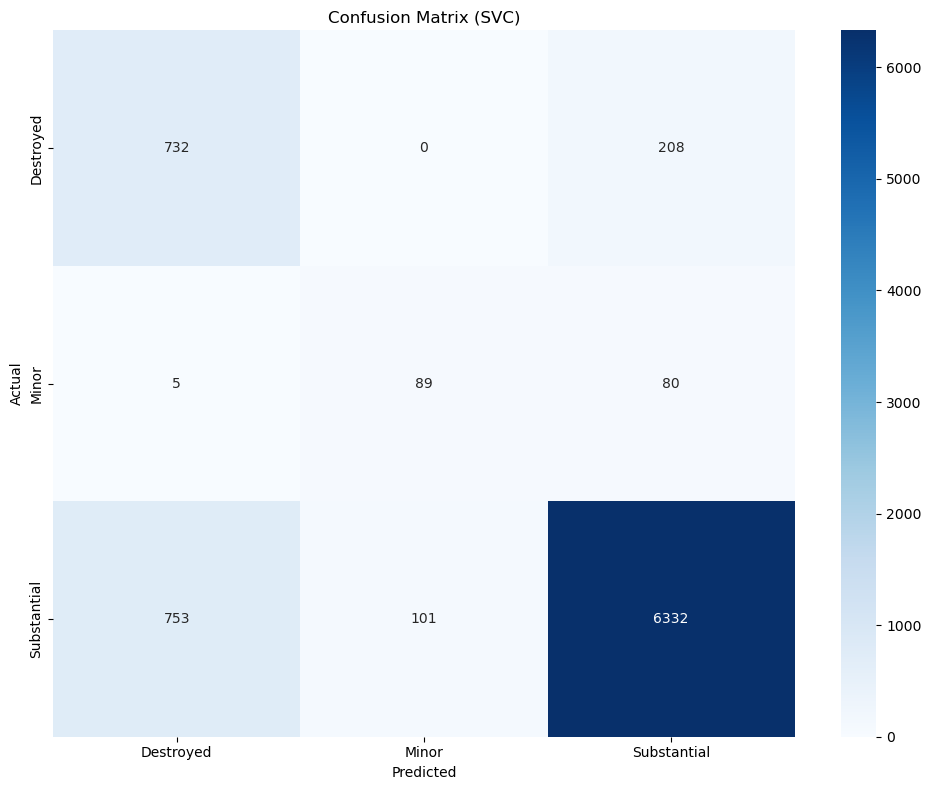 Confusion Matrix (SVC)
Destroyed
732
0
208
Minor
5
89
80
Substantial
753
101
6332
Actual
Destroyed
Minor
Substantial
Predicted
6000
5000
4000
3000
2000
1000
0